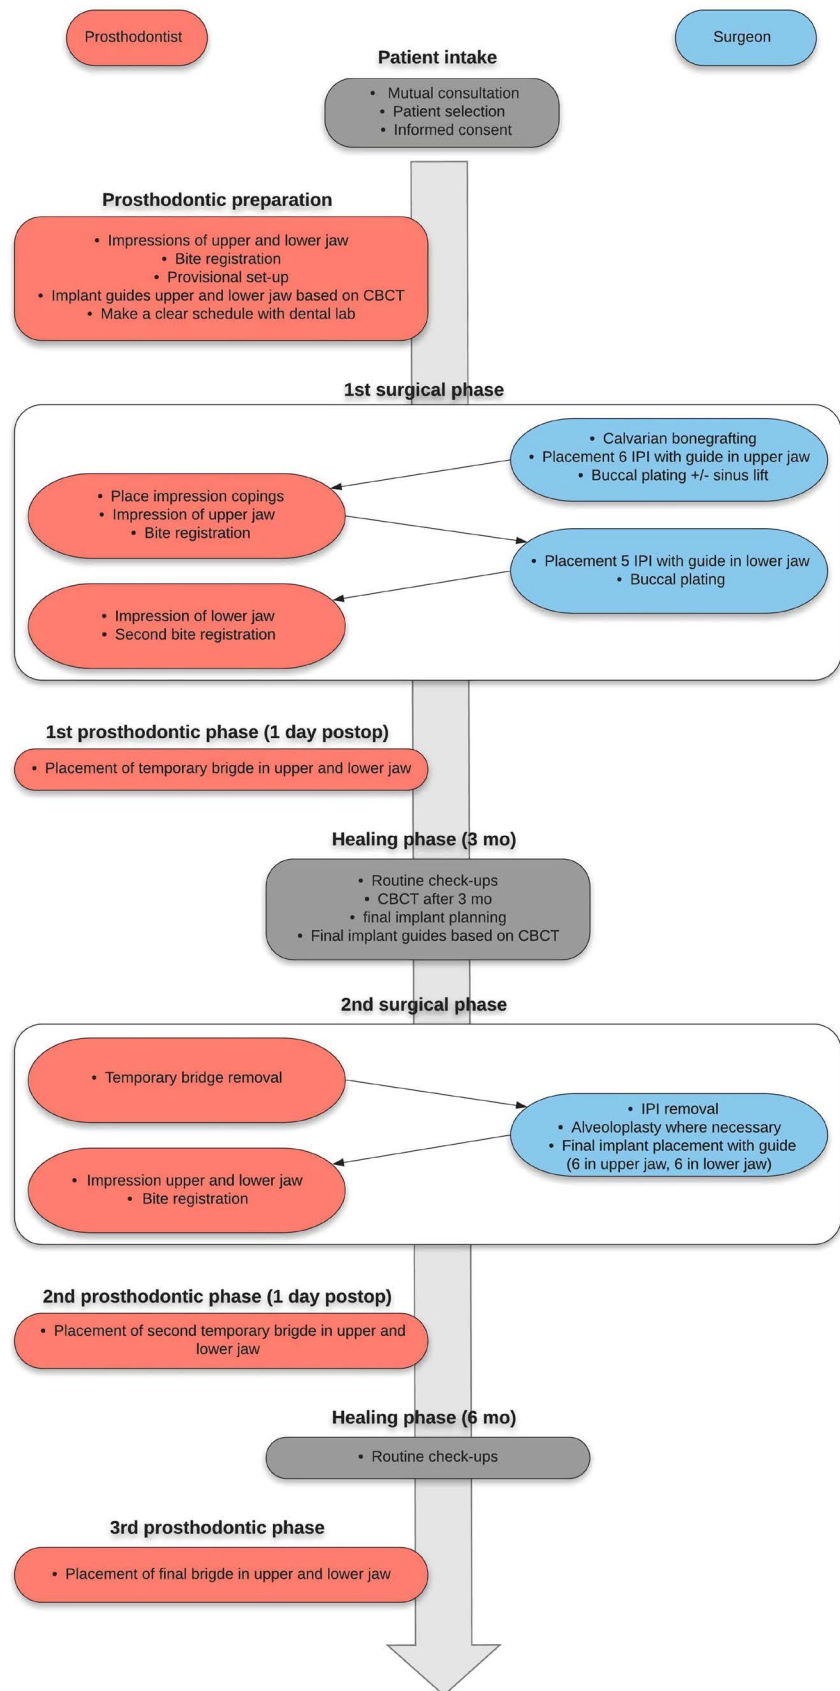 Prosthodontist
Surgeon
Patient intake
• Mutual consultation
• Patient selection
• Informed consent
Prosthodontic preparation
• Impressions of upper and lower jaw
• Bite registration
• Provisional set-up
• Implant guides upper and lower jaw based on CBCT
• Make a clear schedule with dental lab
1st surgical phase
• Calvarian bonegrafting
• Placement 6 IPI with guide in upper jaw
• Buccal plating +/- sinus lift
• Place impression copings
• Impression of upper jaw
• Bite registration
• Placement 5 IPI with guide in lower jaw
• Buccal plating
• Impression of lower jaw
• Second bite registration
1st prosthodontic phase (1 day postop)
• Placement of temporary brigde in upper and lower jaw
Healing phase (3 mo)
• Routine check-ups
• CBCT after 3 mo
• final implant planning
• Final implant guides based on CBCT
2nd surgical phase
• Temporary bridge removal
• IPI removal
• Alveoloplasty where necessary
• Final implant placement with guide
(6 in upper jaw, 6 in lower jaw)
• Impression upper and lower jaw
• Bite registration
2nd prosthodontic phase (1 day postop)
• Placement of second temporary brigde in upper and
lower jaw
Healing phase (6 mo)
• Routine check-ups
3rd prosthodontic phase
• Placement of final brigde in upper and lower jaw